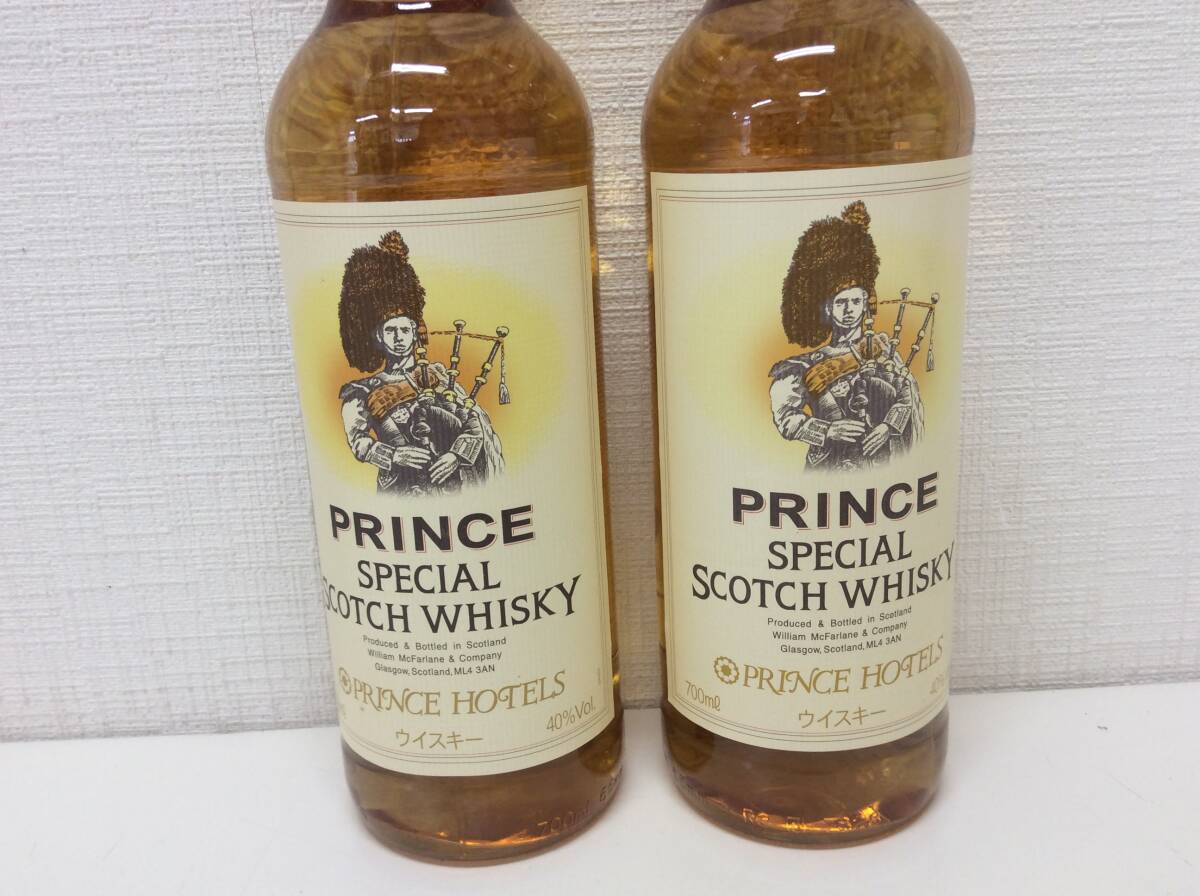 PRINCE
SPECIAL
SCOTCH WHISKY
Produced & Bottled in Scotland
William McFarlane & Company
Glasgow, Scotland, ML4 3AN
PRINCE HOTELS
40%Vol.
ウイスキー
700ml
PRINCE
SPECIAL
SCOTCH WHISKY
Produced & Bottled in Scotland
William McFarlane & Company
Glasgow, Scotland, ML4 3AN
PRINCE HOTELS
700ml
ウイスキー